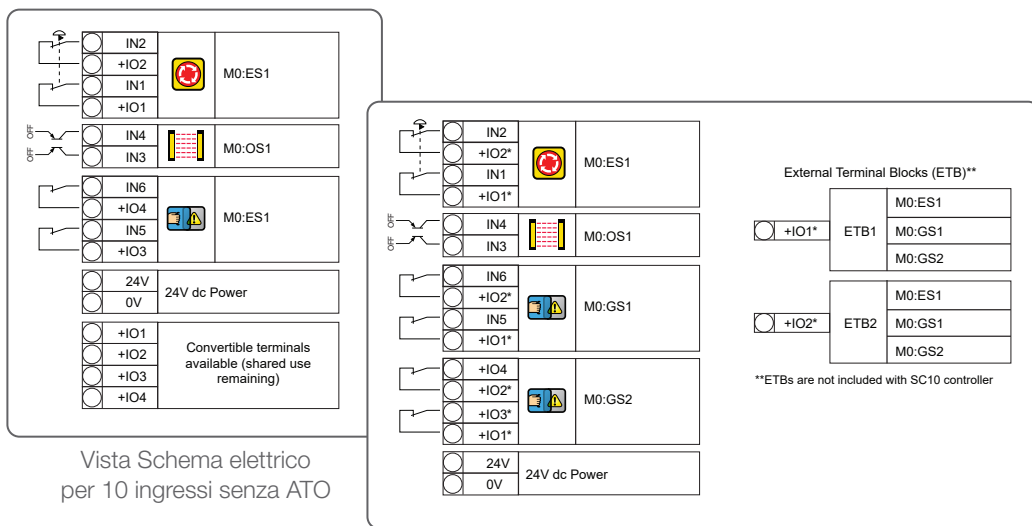 IN2
+IO2
IN1
+IO1
M0:ES1
OFF
OFF
IN4
IN3
M0:OS1
IN6
+IO4
IN5
+IO3
M0:ES1
24V
0V
24V dc Power
+IO1
+IO2
+IO3
+IO4
Convertible terminals
available (shared use
remaining)
Vista Schema elettrico
per 10 ingressi senza ATO
IN2
+IO2*
IN1
+IO1*
M0:ES1
OFF
OFF
IN4
IN3
M0:OS1
IN6
+IO2*
IN5
+IO1*
M0:GS1
+IO4
+IO2*
+IO3*
+IO1*
M0:GS2
24V
0V
24V dc Power
External Terminal Blocks (ETB)**
+IO1*
ETB1
M0:ES1
M0:GS1
M0:GS2
+IO2*
ETB2
M0:ES1
M0:GS1
M0:GS2
**ETBs are not included with SC10 controller